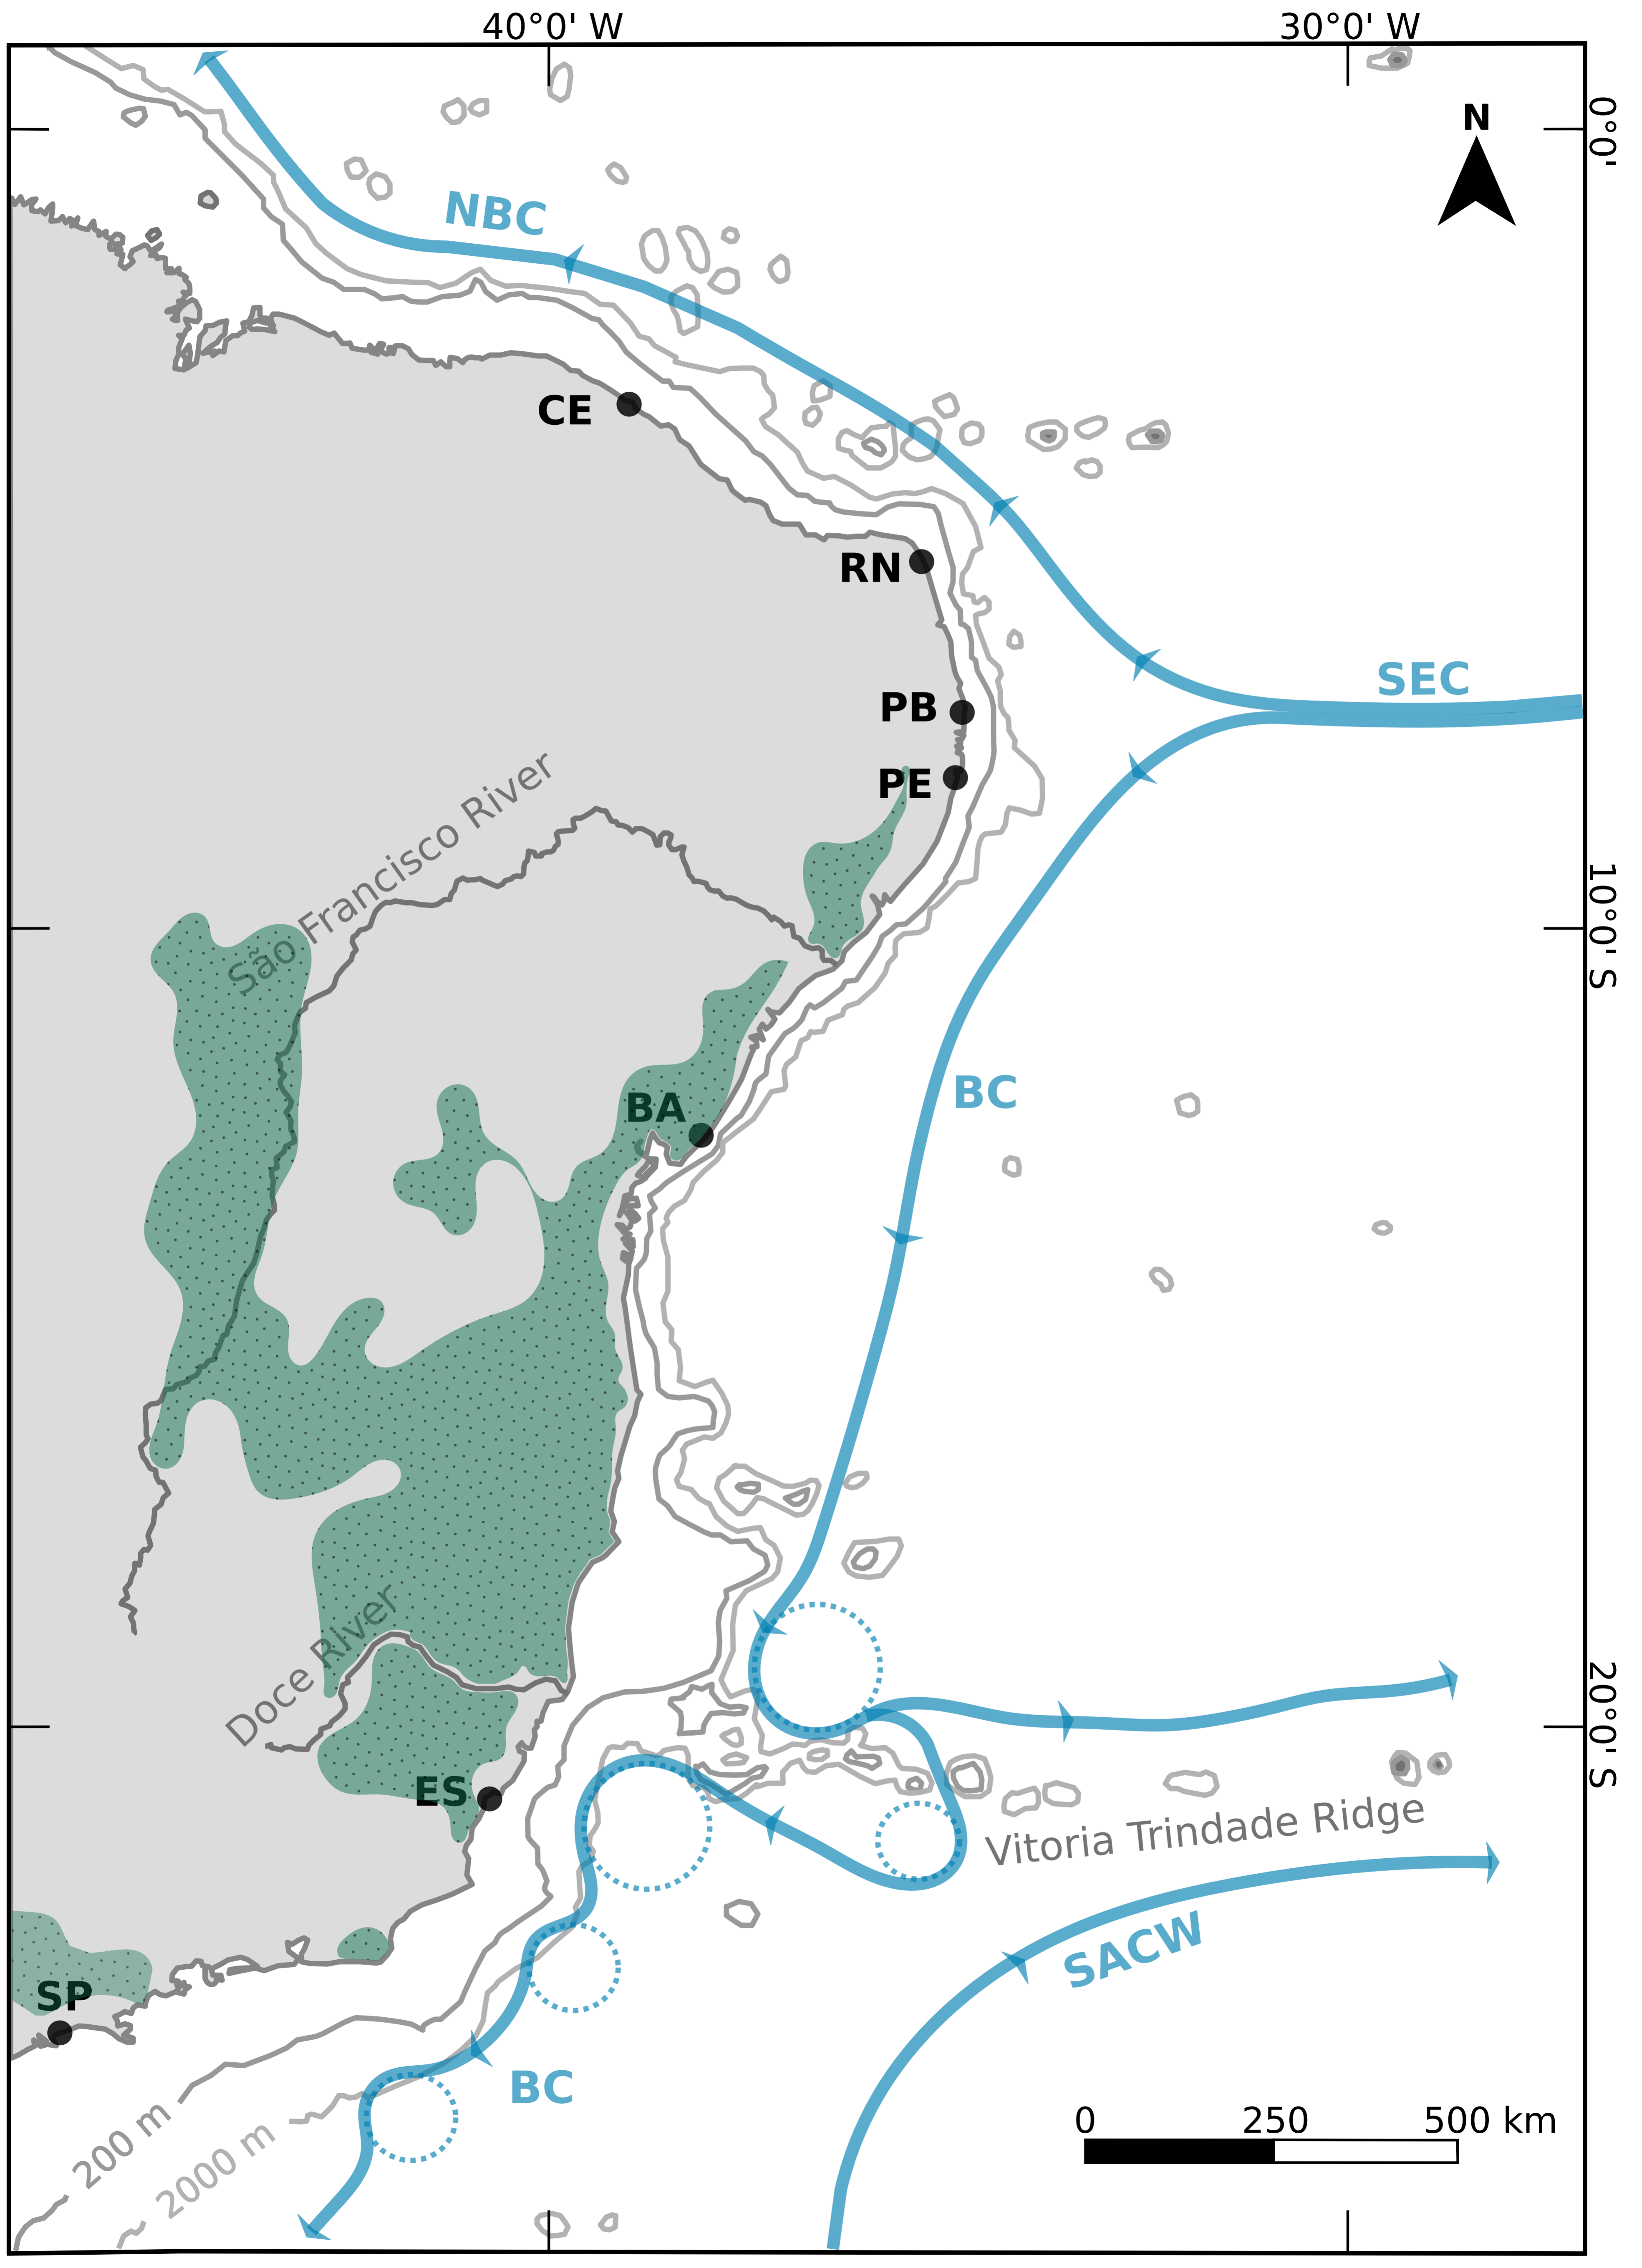 40°0' W
30°0' W
0°0'
N
NBC
CE
RN
SEC
PB
PE
São Francisco River
10°0' S
BC
BA
Doce River
20°0' S
ES
Vitoria Trindade Ridge
SACW
SP
BC
200 m
2000 m
0 250 500 km